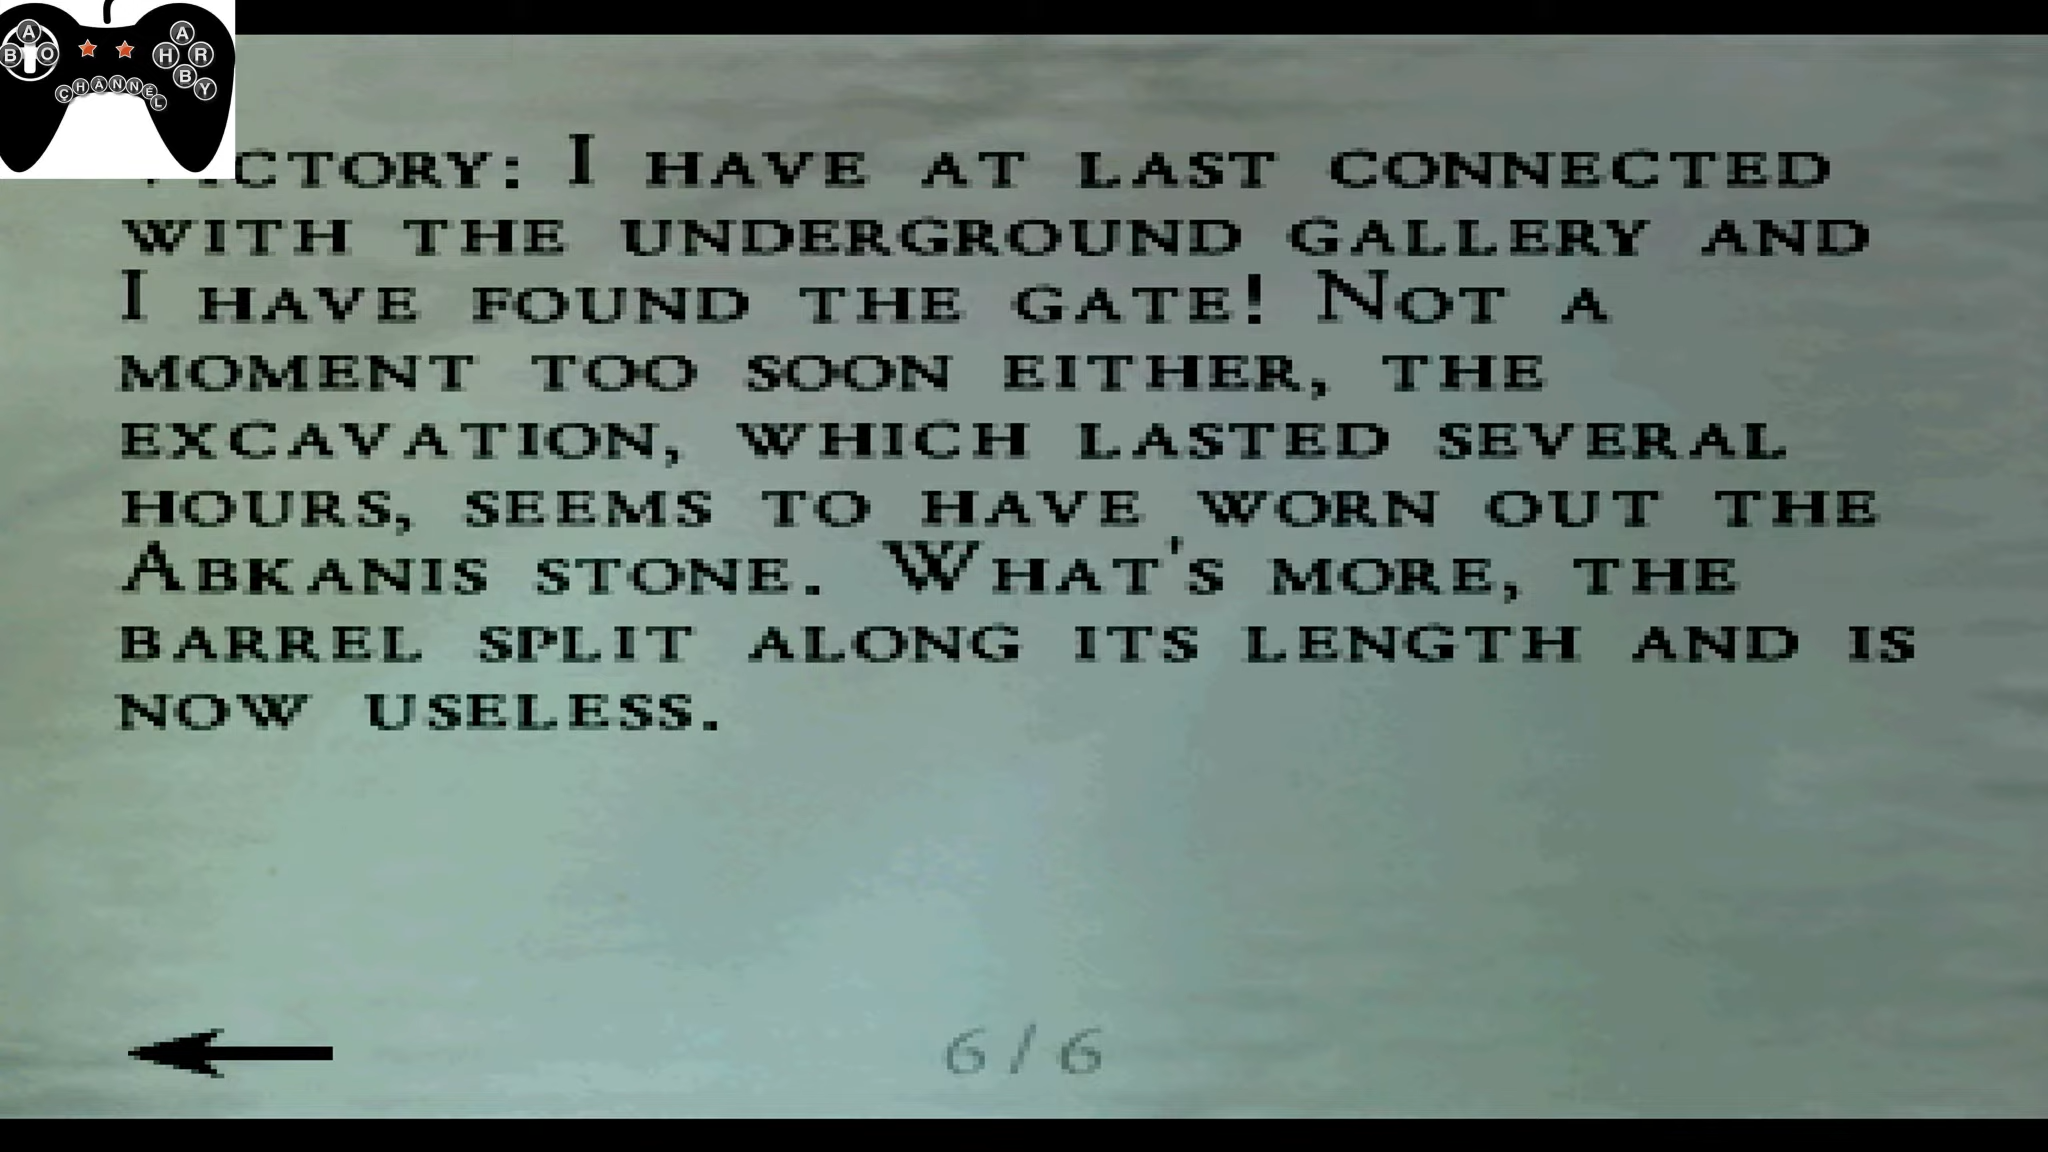 A
B O
A
H R
B
Y
CHANNEL
VICTORY: I HAVE AT LAST CONNECTED
WITH THE UNDERGROUND GALLERY AND
I HAVE FOUND THE GATE! NOT A
MOMENT TOO SOON EITHER, THE
EXCAVATION, WHICH LASTED SEVERAL
HOURS, SEEMS TO HAVE WORN OUT THE
ABKANIS STONE. WHAT'S MORE, THE
BARREL SPLIT ALONG ITS LENGTH AND IS
NOW USELESS.
6/6